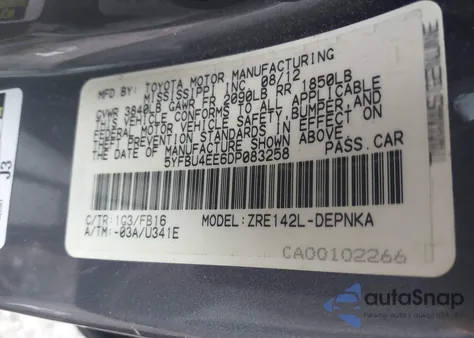 MFD BY: TOYOTA MOTOR MANUFACTURING
MISSISSIPPI INC 08/12
GVWR 3840LB GAWR FR 2090LB RR 1850LB
THIS VEHICLE CONFORMS TO ALL APPLICABLE
FEDERAL MOTOR VEHICLE SAFETY, BUMPER, AND
THEFT PREVENTION STANDARDS IN EFFECT ON
THE DATE OF MANUFACTURE SHOWN ABOVE.
5YFBU4EE6DP083258 PASS.CAR
C/TR:1G3/FB16 MODEL:ZRE142L-DEPNKA
A/TM:-03A/U341E
CA00102266
J3
autoSnap